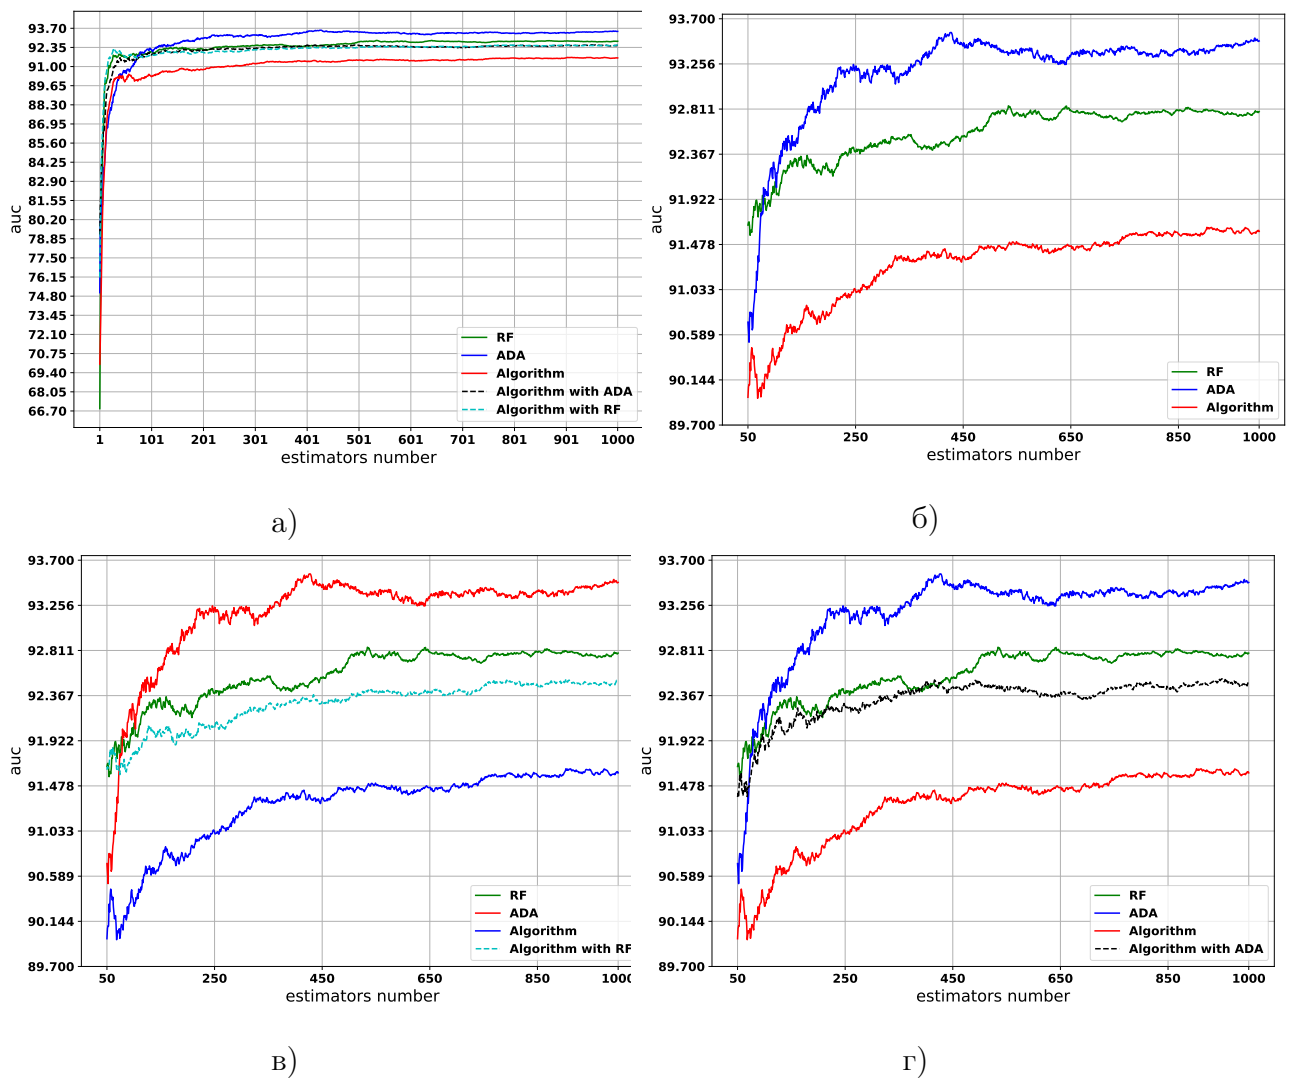 93.70
92.35
91.00
89.65
88.30
86.95
85.60
84.25
82.90
81.55
80.20
78.85
77.50
76.15
74.80
73.45
72.10
70.75
69.40
68.05
66.70
auc
1 101 201 301 401 501 601 701 801 901 1000
estimators number
RF
ADA
Algorithm
Algorithm with ADA
Algorithm with RF
а)
93.700
93.256
92.811
92.367
91.922
91.478
91.033
90.589
90.144
89.700
auc
50 250 450 650 850 1000
estimators number
RF
ADA
Algorithm
б)
93.700
93.256
92.811
92.367
91.922
91.478
91.033
90.589
90.144
89.700
auc
50 250 450 650 850 1000
estimators number
RF
ADA
Algorithm
Algorithm with RF
в)
93.700
93.256
92.811
92.367
91.922
91.478
91.033
90.589
90.144
89.700
auc
50 250 450 650 850 1000
estimators number
RF
ADA
Algorithm
Algorithm with ADA
г)